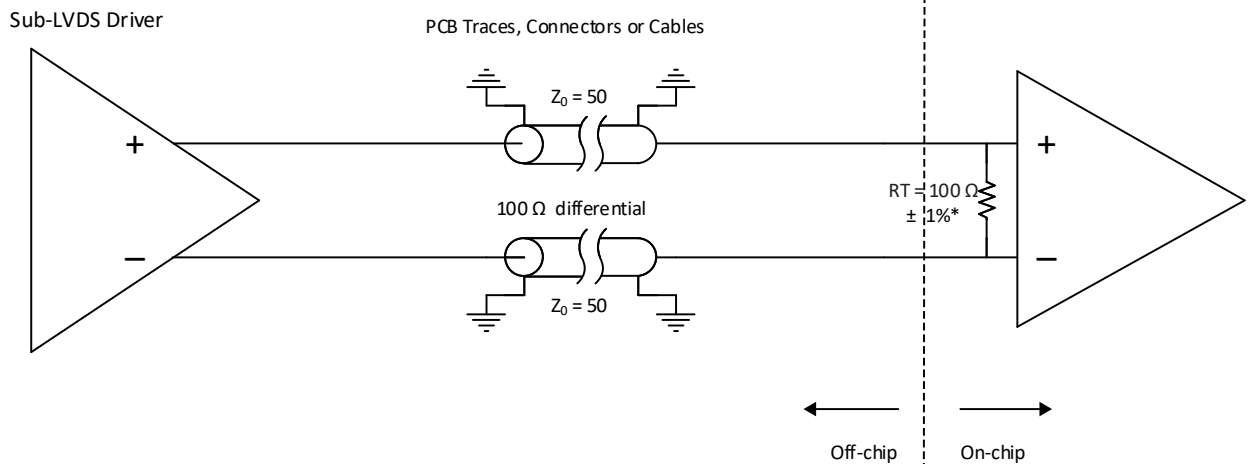 Sub-LVDS Driver
PCB Traces, Connectors or Cables
Z₀ = 50
+
+
RT = 100 Ω
± 1%*
100 Ω differential
−
−
Z₀ = 50
Off-chip
On-chip